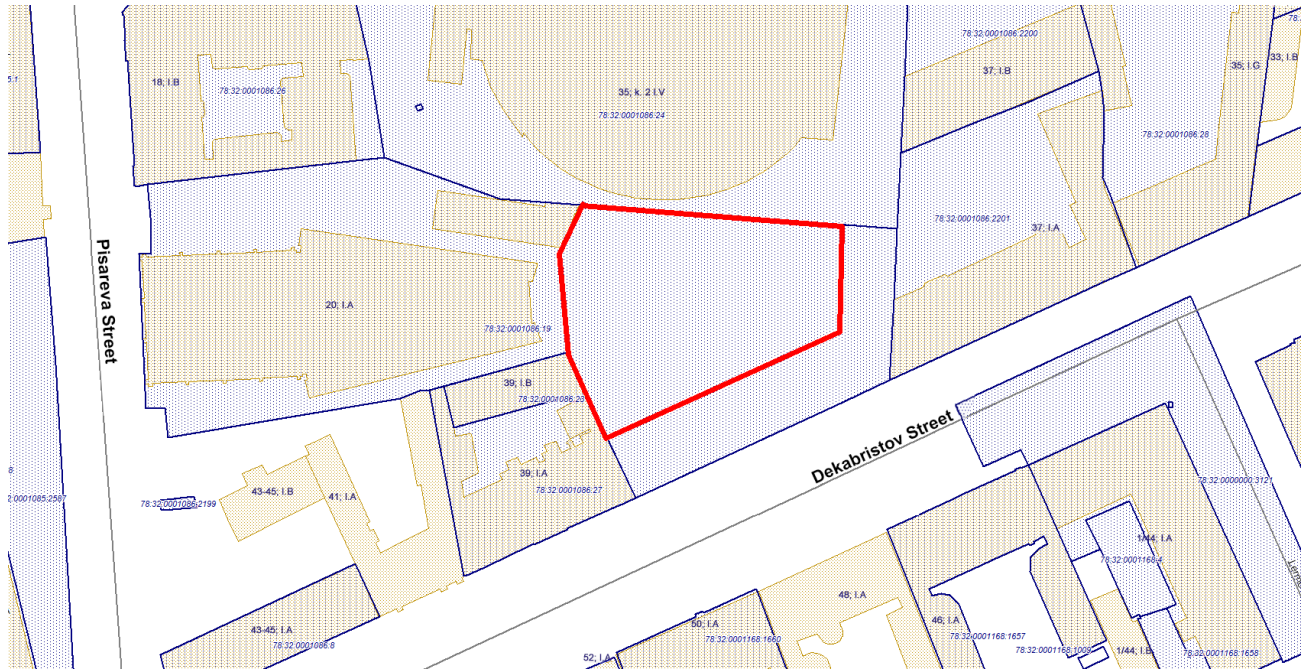 78:32:0001086:2200
35; I.G
33; I.B
37; I.B
18; I.B
78:32:0001086:26
35; k. 2 I.V
78:32:0001086:24
78:32:0001086:28
78:32:0001086:2201
37; I.A
Pisareva Street
20; I.A
78:32:0001086:19
39; I.B
39; I.A
78:32:0001086:27
Dekabristov Street
43-45; I.B
41; I.A
78:32:0001086:2199
78:32:0000000:3121
1/44; I.A
78:32:0001168:4
48; I.A
46; I.A
50; I.A
78:32:0001168:1660
78:32:0001168:1657
78:32:0001168:1009
43-45; I.A
78:32:0001086:8
52; I.A
1/44; I.B
78:32:0001168:1658